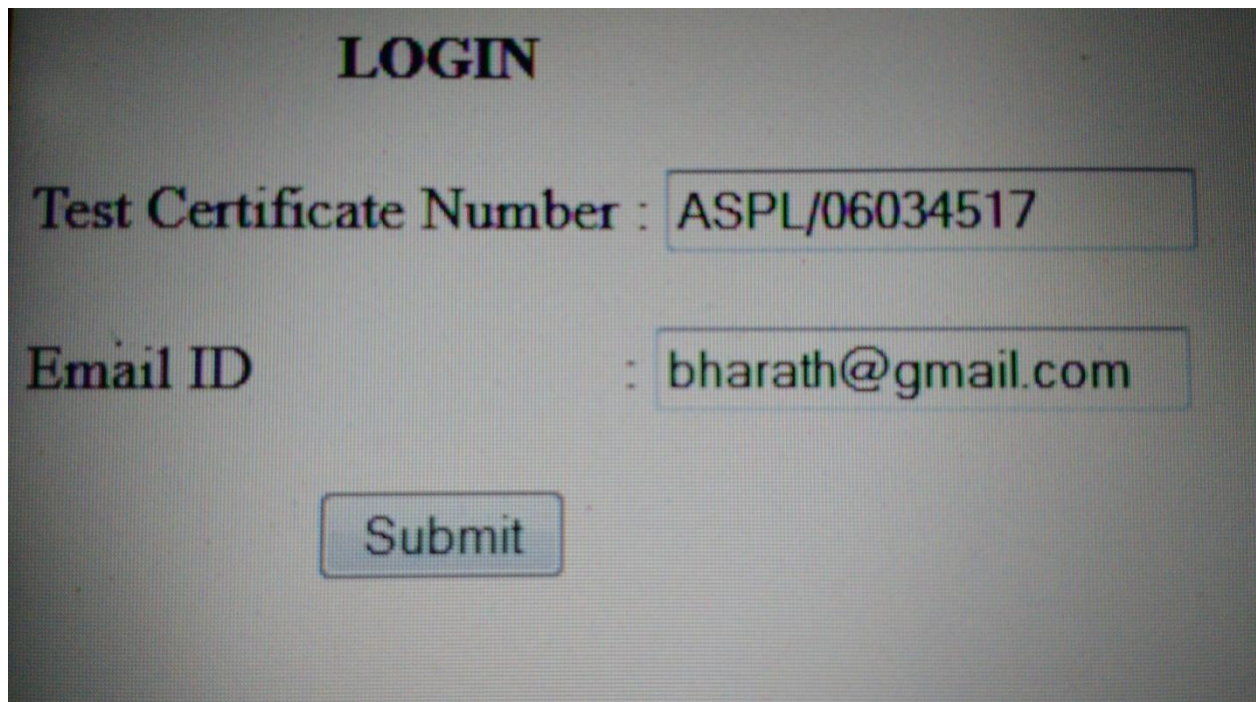 LOGIN
Test Certificate Number : ASPL/06034517
Email ID : bharath@gmail.com
Submit